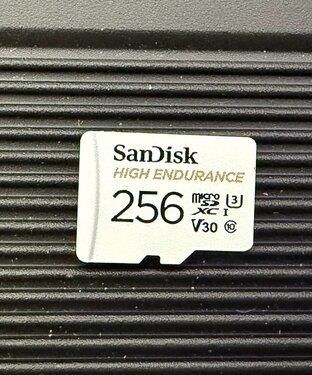 SanDisk
HIGH ENDURANCE
256 micro SD XC I U3
V30 10